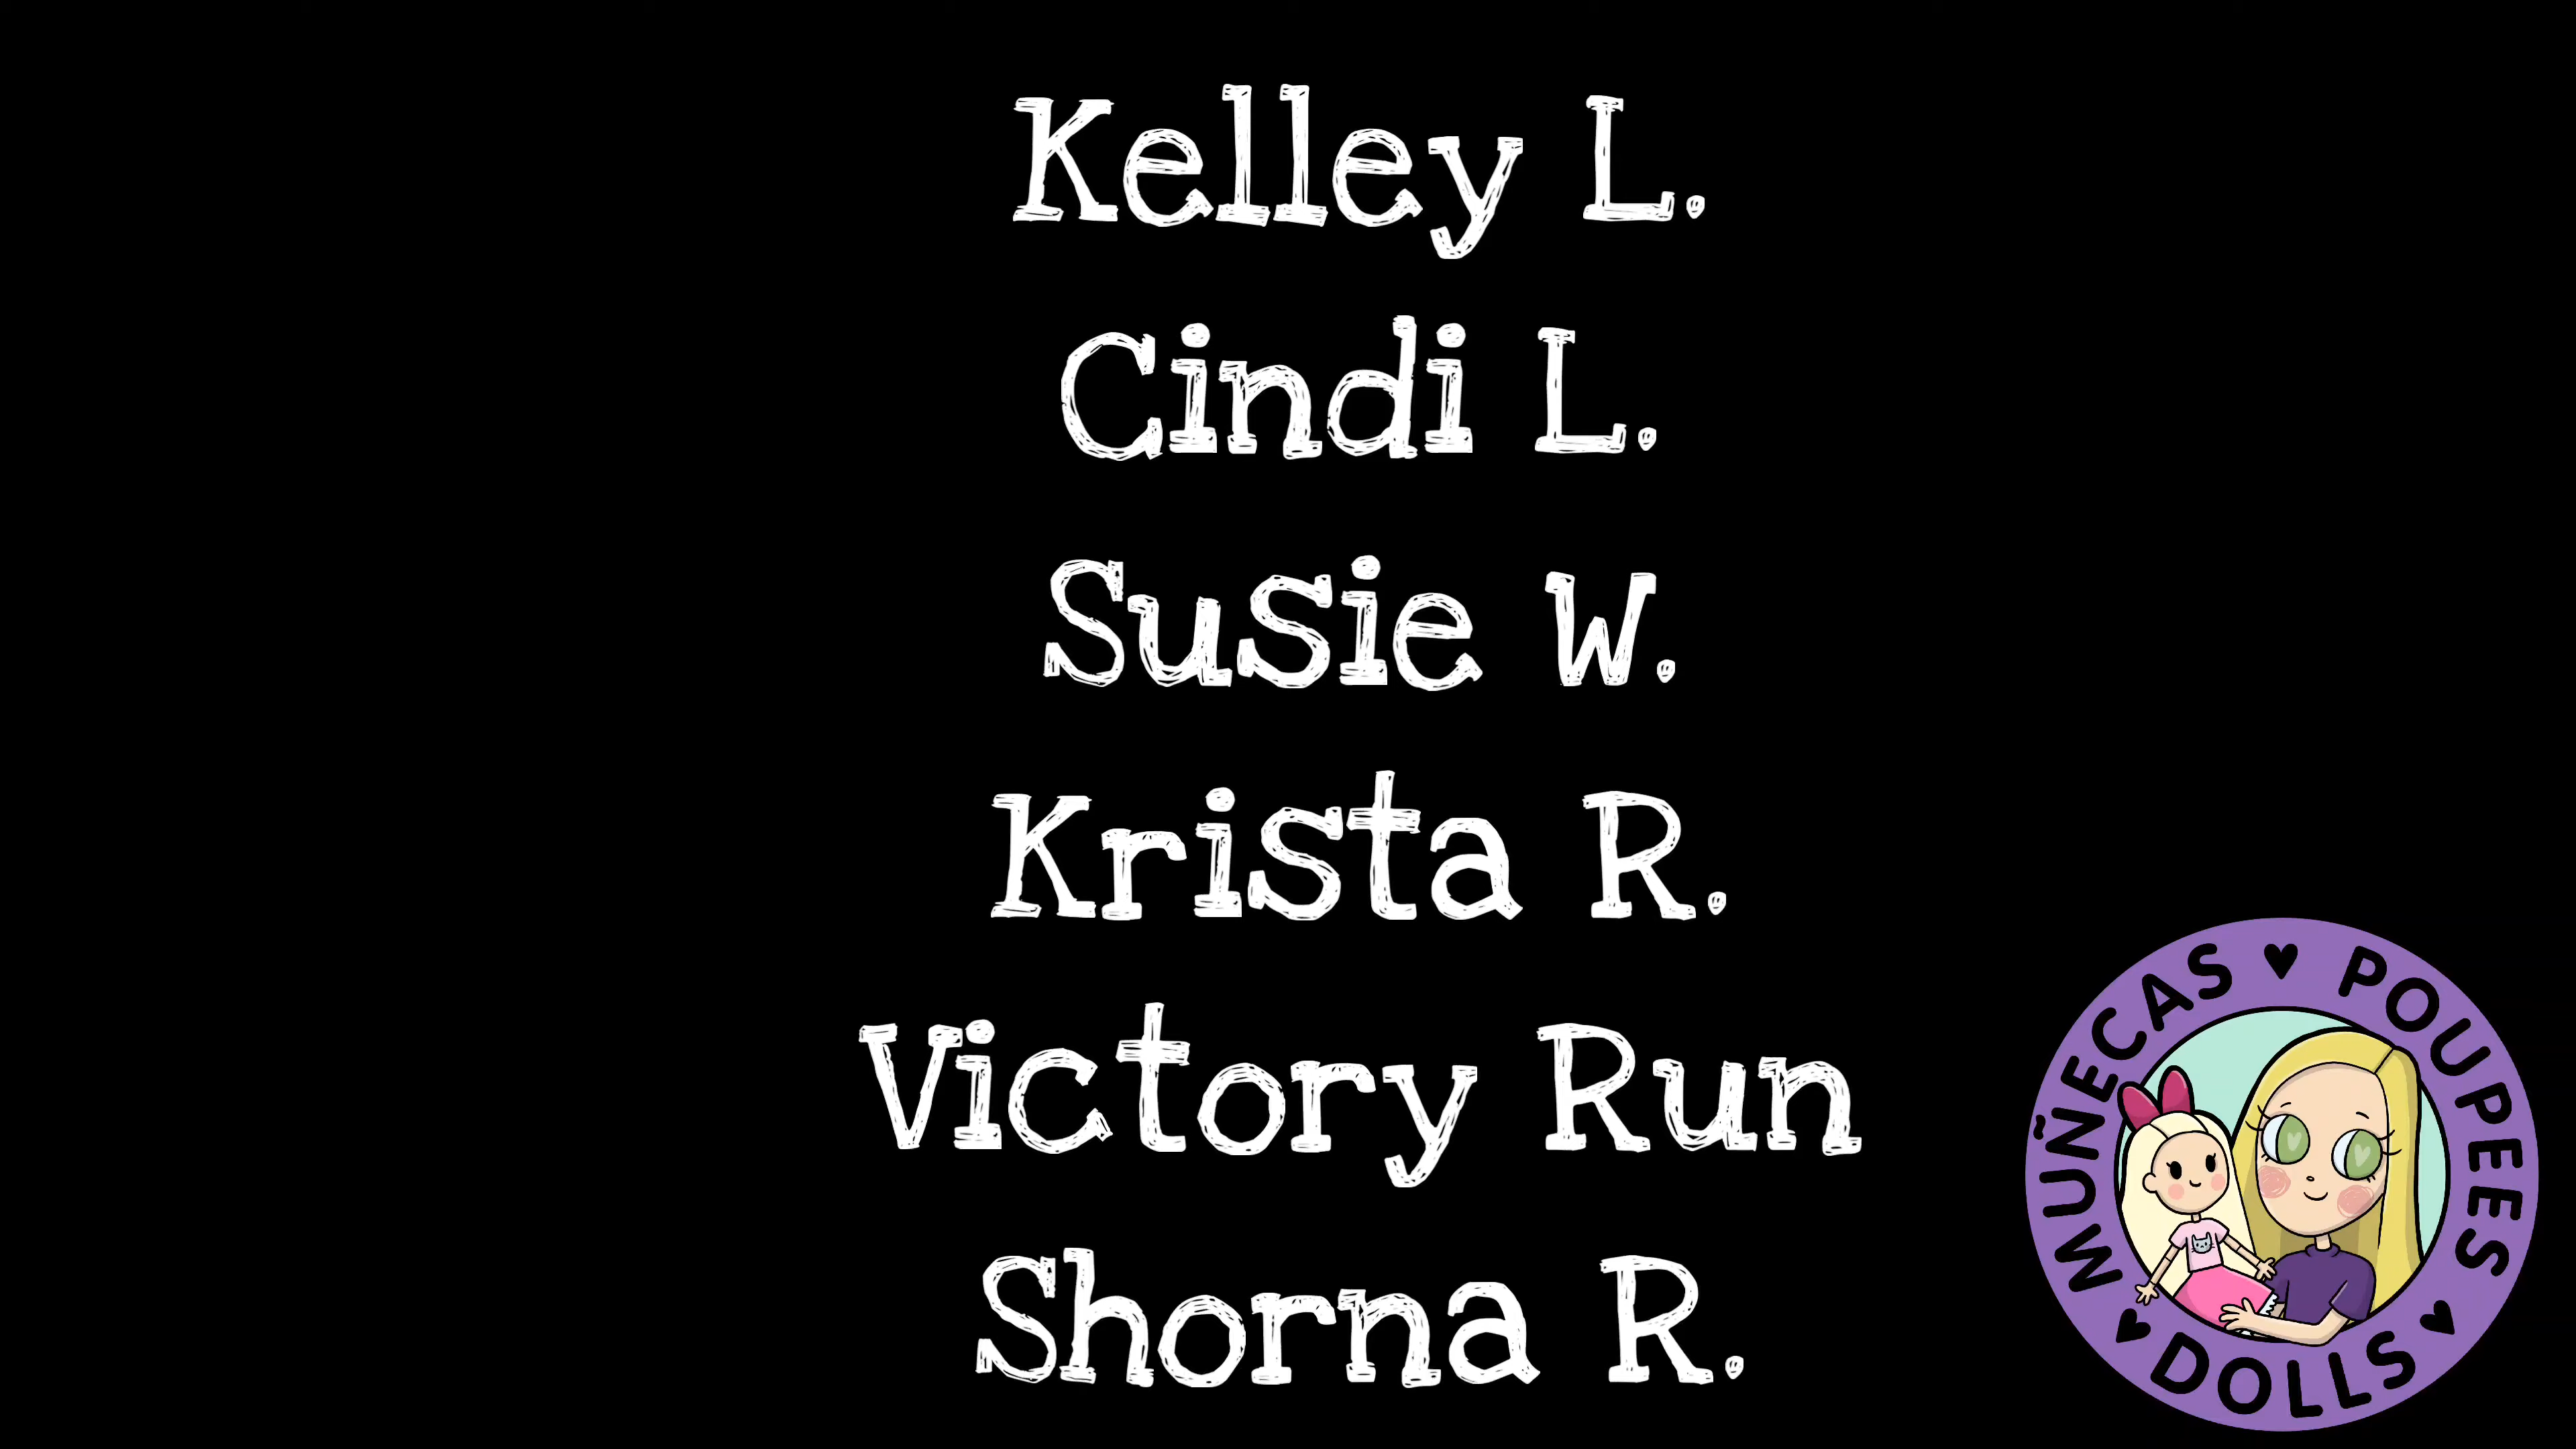 Kelley L.
Cindi L.
Susie W.
Krista R.
Victory Run
Shorna R.
MUÑECAS ♥ POUPEES ♥ DOLLS ♥